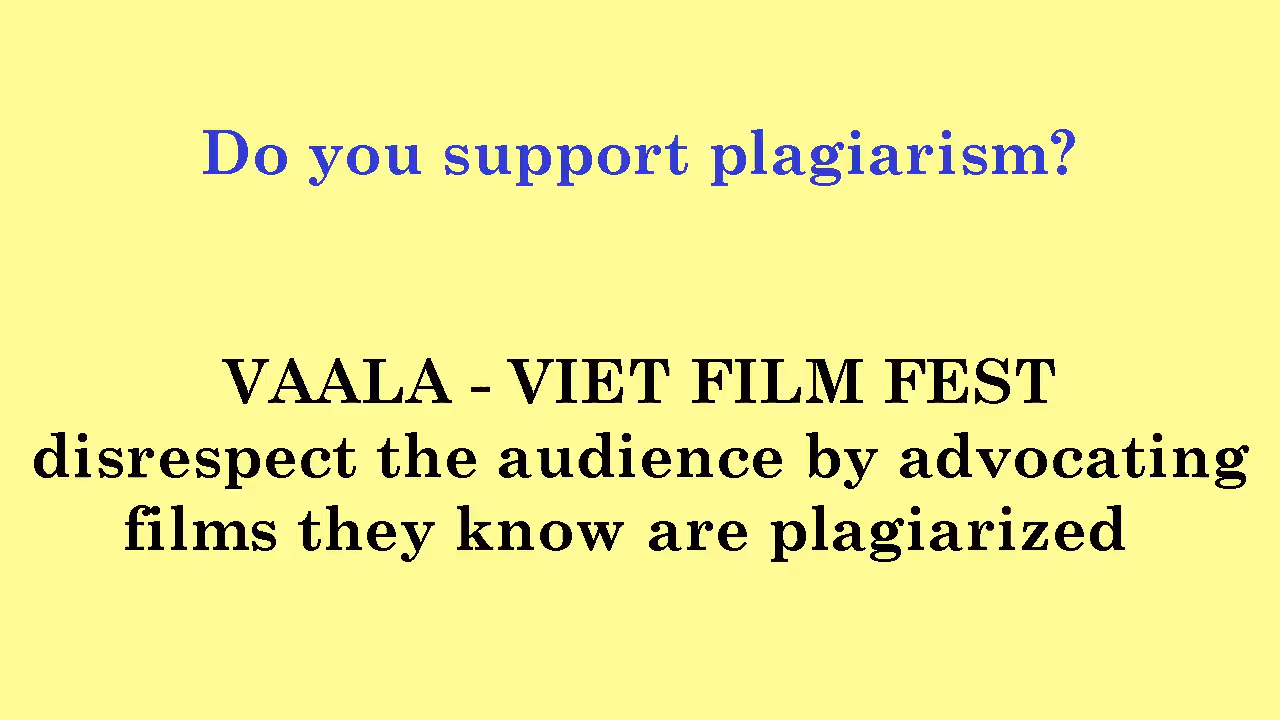 Do you support plagiarism?
VAALA - VIET FILM FEST
disrespect the audience by advocating
films they know are plagiarized